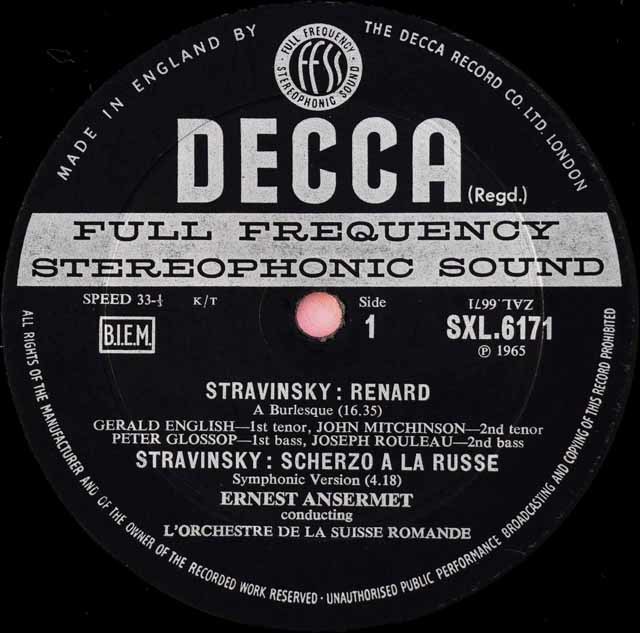 MADE IN ENGLAND BY
THE DECCA RECORD CO. LTD. LONDON
FULL FREQUENCY
ffss
STEREOPHONIC SOUND
DECCA
(Regd.)
FULL FREQUENCY
STEREOPHONIC SOUND
SPEED 33-⅓ K/T
Side
1
ZAL.6671
SXL.6171
℗ 1965
B.I.E.M.
STRAVINSKY : RENARD
A Burlesque (16.35)
GERALD ENGLISH—1st tenor, JOHN MITCHINSON—2nd tenor
PETER GLOSSOP—1st bass, JOSEPH ROULEAU—2nd bass
STRAVINSKY : SCHERZO A LA RUSSE
Symphonic Version (4.18)
ERNEST ANSERMET
conducting
L'ORCHESTRE DE LA SUISSE ROMANDE
ALL RIGHTS OF THE MANUFACTURER AND OF THE OWNER OF THE RECORDED WORK RESERVED · UNAUTHORISED PUBLIC PERFORMANCE BROADCASTING AND COPYING OF THIS RECORD PROHIBITED